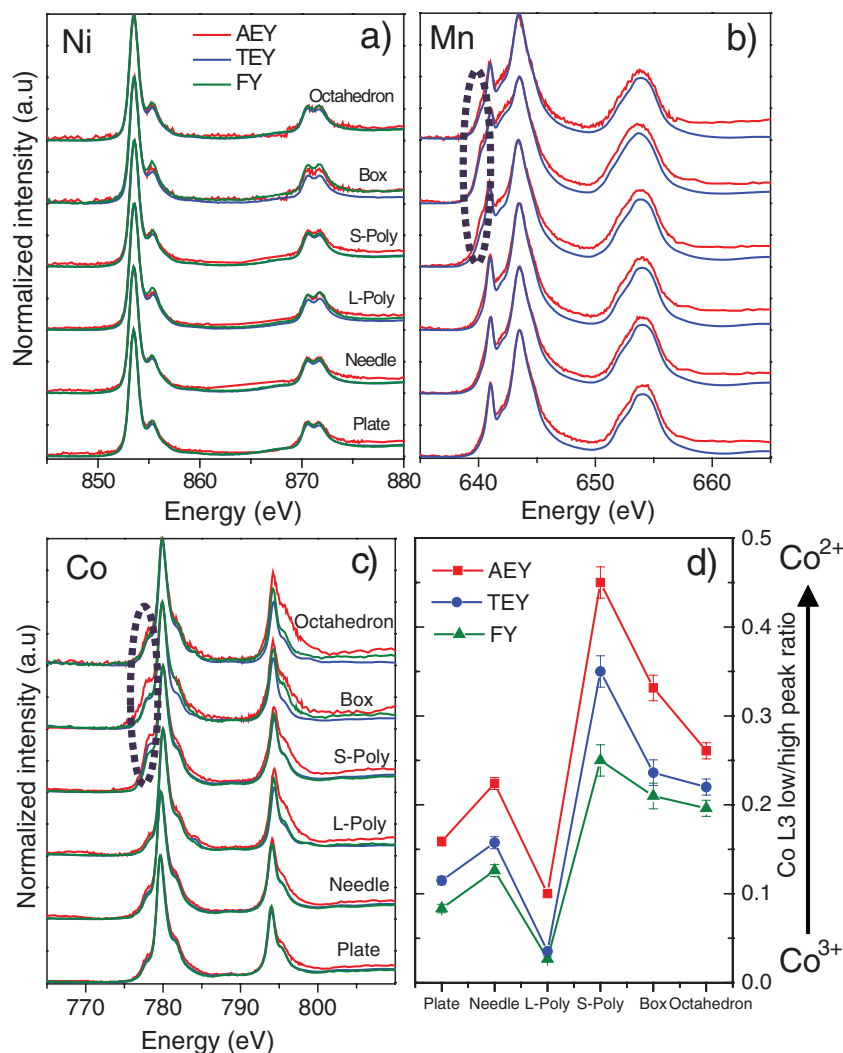 Ni
AEY
TEY
FY
a)
Octahedron
Box
S-Poly
L-Poly
Needle
Plate
Normalized intensity (a.u)
850 860 870 880
Energy (eV)
Mn
b)
640 650 660
Energy (eV)
Co
c)
Octahedron
Box
S-Poly
L-Poly
Needle
Plate
Normalized intensity (a.u)
770 780 790 800
Energy (eV)
d)
AEY
TEY
FY
0.5
0.4
0.3
0.2
0.1
0.0
Plate Needle L-Poly S-Poly Box Octahedron
Co L3 low/high peak ratio
Co²⁺
Co³⁺